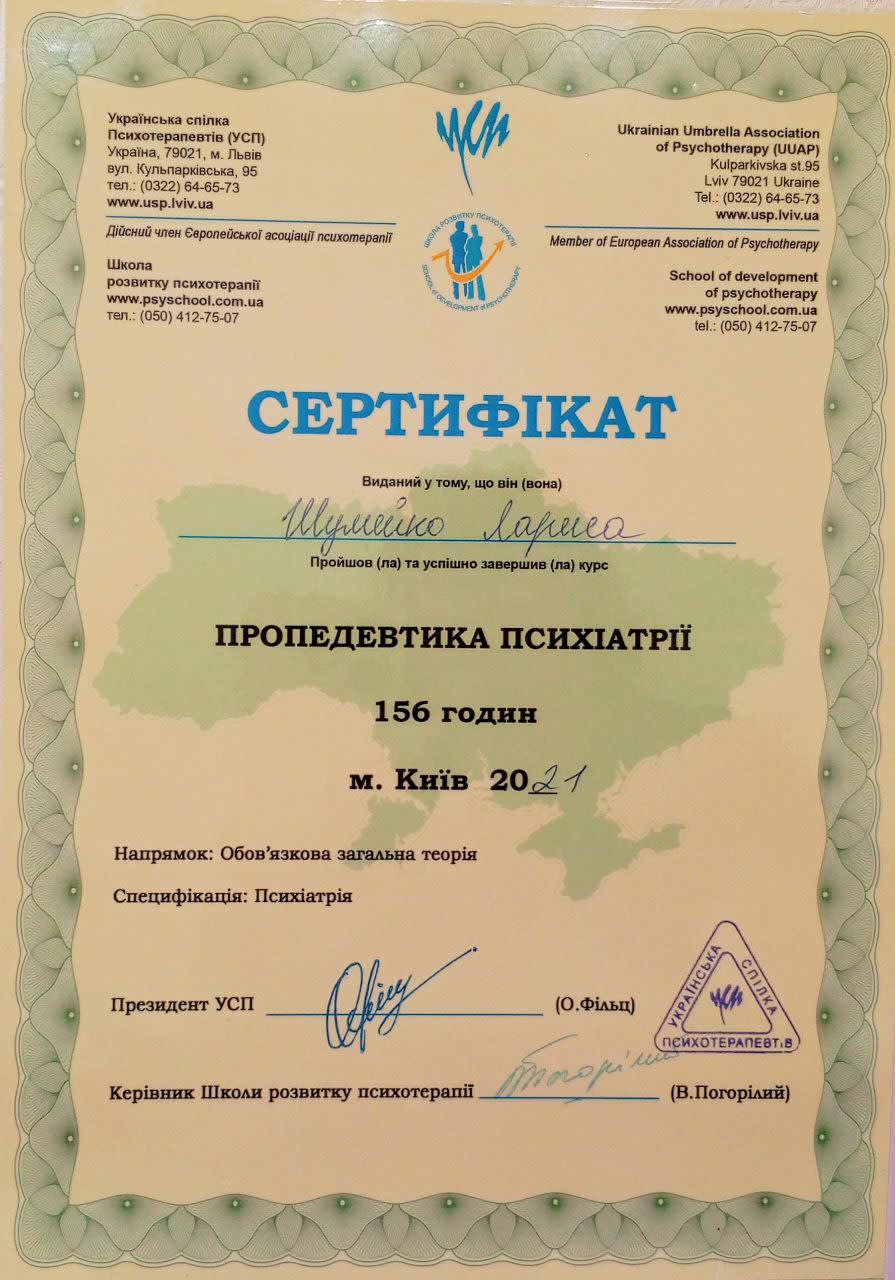 Українська спілка
Психотерапевтів (УСП)
Україна, 79021, м. Львів
вул. Кульпарківська, 95
тел.: (0322) 64-65-73
www.usp.lviv.ua
Дійсний член Європейської асоціації психотерапії
Школа
розвитку психотерапії
www.psyschool.com.ua
тел.: (050) 412-75-07
усп
ШКОЛА РОЗВИТКУ ПСИХОТЕРАПІЇ
SCHOOL of DEVELOPMENT of PSYCHOTHERAPY
Ukrainian Umbrella Association
of Psychotherapy (UUAP)
Kulparkivska st.95
Lviv 79021 Ukraine
Tel.: (0322) 64-65-73
www.usp.lviv.ua
Member of European Association of Psychotherapy
School of development
of psychotherapy
www.psyschool.com.ua
tel.: (050) 412-75-07
СЕРТИФІКАТ
Виданий у тому, що він (вона)
Шумейко Лариса
Пройшов (ла) та успішно завершив (ла) курс
ПРОПЕДЕВТИКА ПСИХІАТРІЇ
156 годин
м. Київ 2021
Напрямок: Обов'язкова загальна теорія
Специфікація: Психіатрія
Президент УСП (О.Фільц)
УКРАЇНСЬКА СПІЛКА ПСИХОТЕРАПЕВТІВ
усп
Керівник Школи розвитку психотерапії (В.Погорілий)